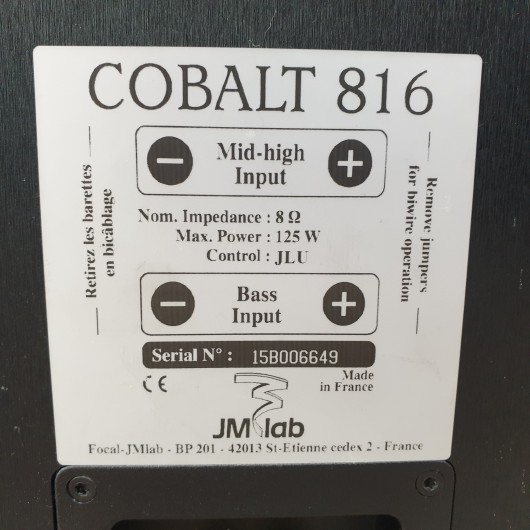 COBALT 816
Retirez les barettes
en bicâblage
− Mid-high +
Input
Nom. Impedance : 8 Ω
Max. Power : 125 W
Control : JLU
Remove jumpers
for biwire operation
− Bass +
Input
Serial N° : 15B006649
CE
Made
in France
JMlab
Focal-JMlab - BP 201 - 42013 St-Etienne cedex 2 - France